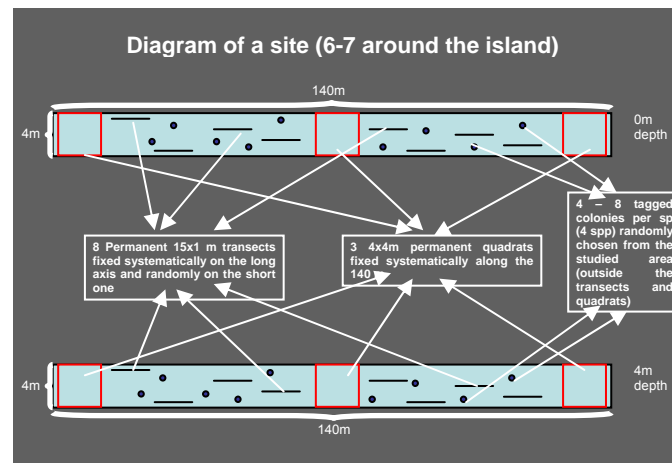 Diagram of a site (6-7 around the island)
140m
4m
0m
depth
8 Permanent 15x1 m transects
fixed systematically on the long
axis and randomly on the short
one
3 4x4m permanent quadrats
fixed systematically along the
140
4 – 8 tagged
colonies per sp
(4 spp) randomly
chosen from the
studied area
(outside the
transects and
quadrats)
4m
4m
depth
140m